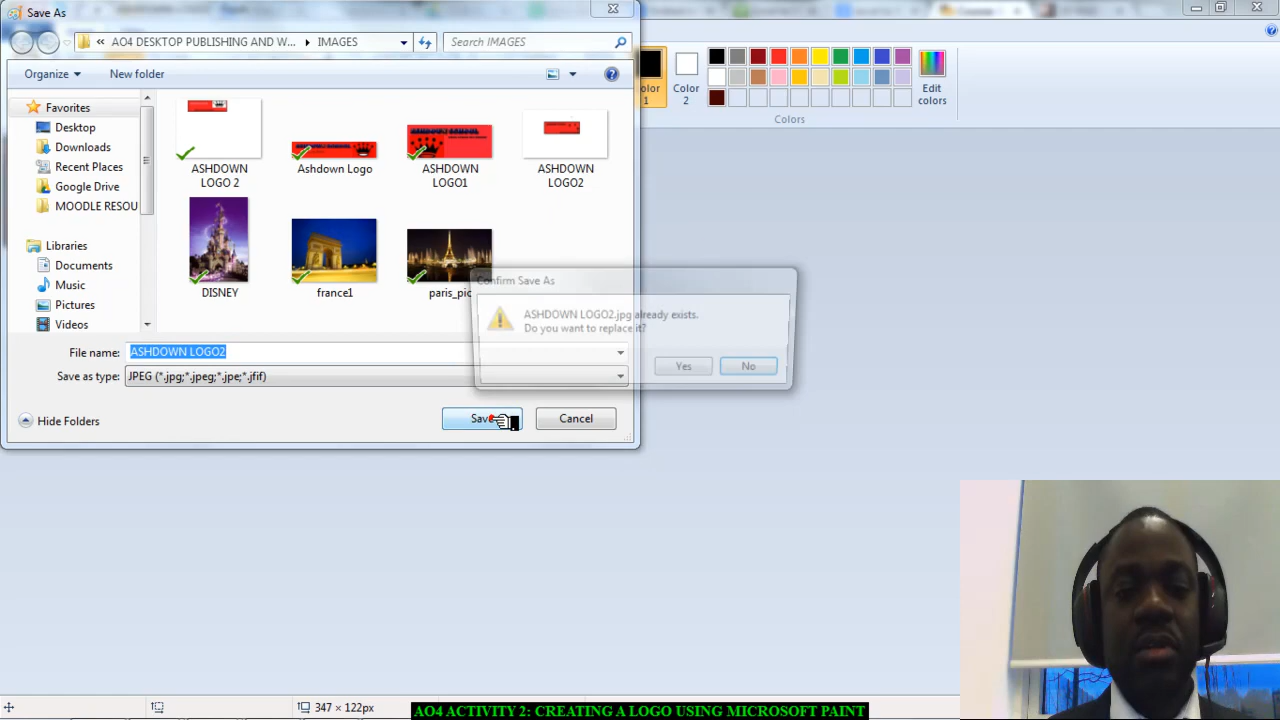 Save As
« AO4 DESKTOP PUBLISHING AND W... IMAGES
Search IMAGES
Organize
New folder
Favorites
Desktop
Downloads
Recent Places
Google Drive
MOODLE RESOU
Libraries
Documents
Music
Pictures
Videos
ASHDOWN LOGO 2
Ashdown Logo
ASHDOWN LOGO1
ASHDOWN LOGO2
DISNEY
france1
paris_pic
Confirm Save As
ASHDOWN LOGO2.jpg already exists.
Do you want to replace it?
Yes
No
File name:
ASHDOWN LOGO2
Save as type:
JPEG (*.jpg;*.jpeg;*.jpe;*.jfif)
Hide Folders
Save
Cancel
Color 1
Color 2
Edit colors
Colors
347 × 122px
AO4 ACTIVITY 2: CREATING A LOGO USING MICROSOFT PAINT